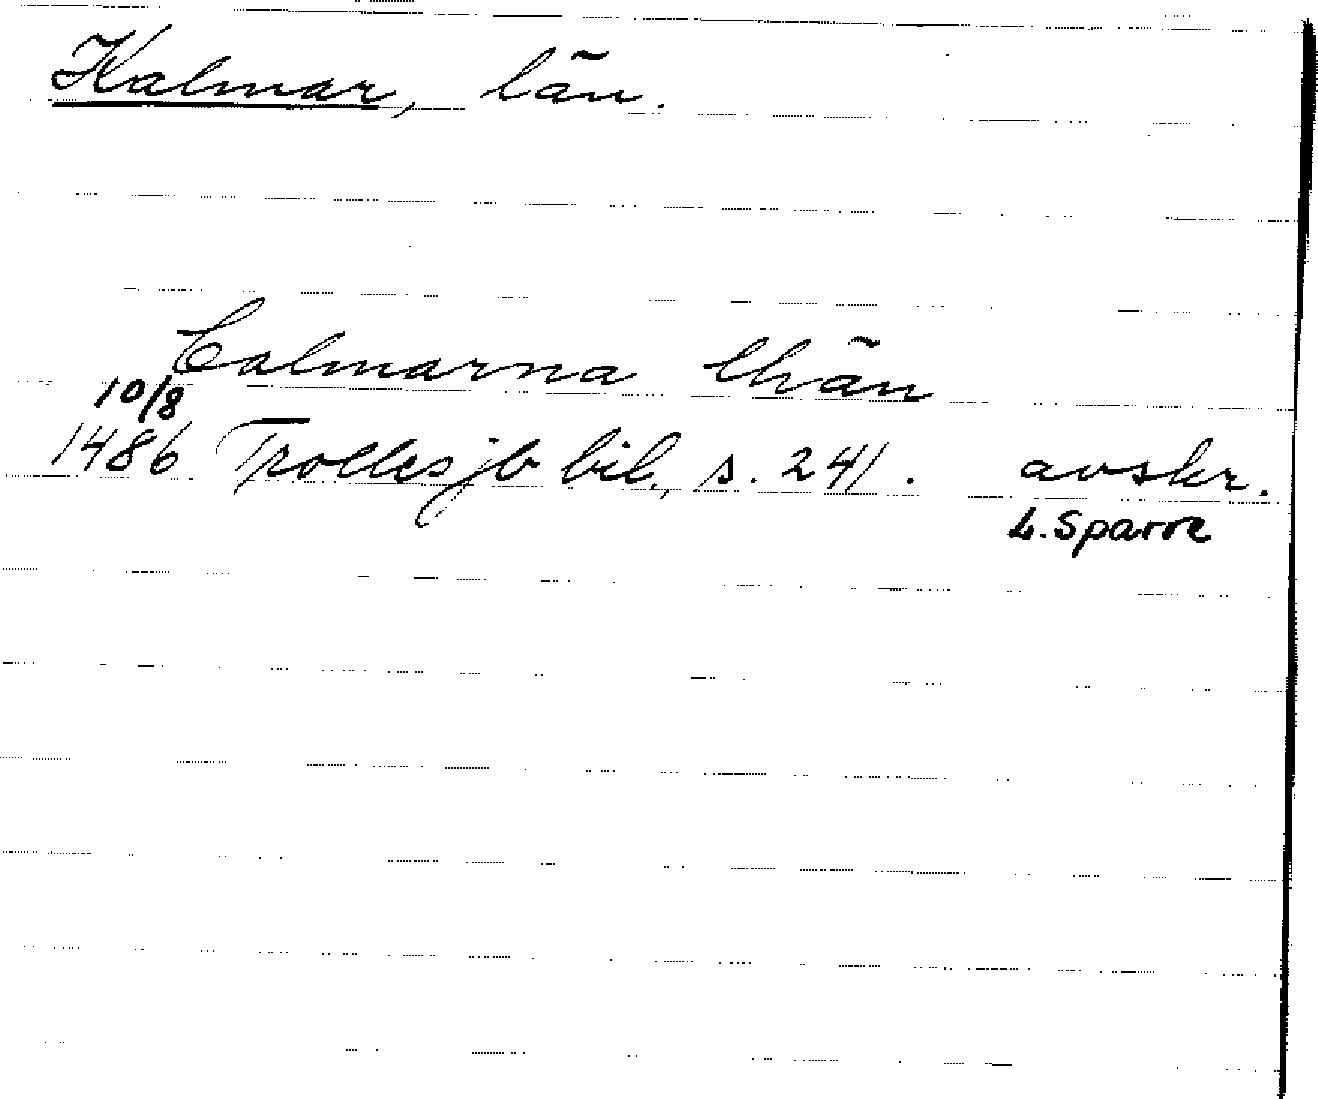 Kalmar, län.
Calmarna lhän
10/8
1486 Trolles jb bil., s. 241. avskr.
L. Sparre